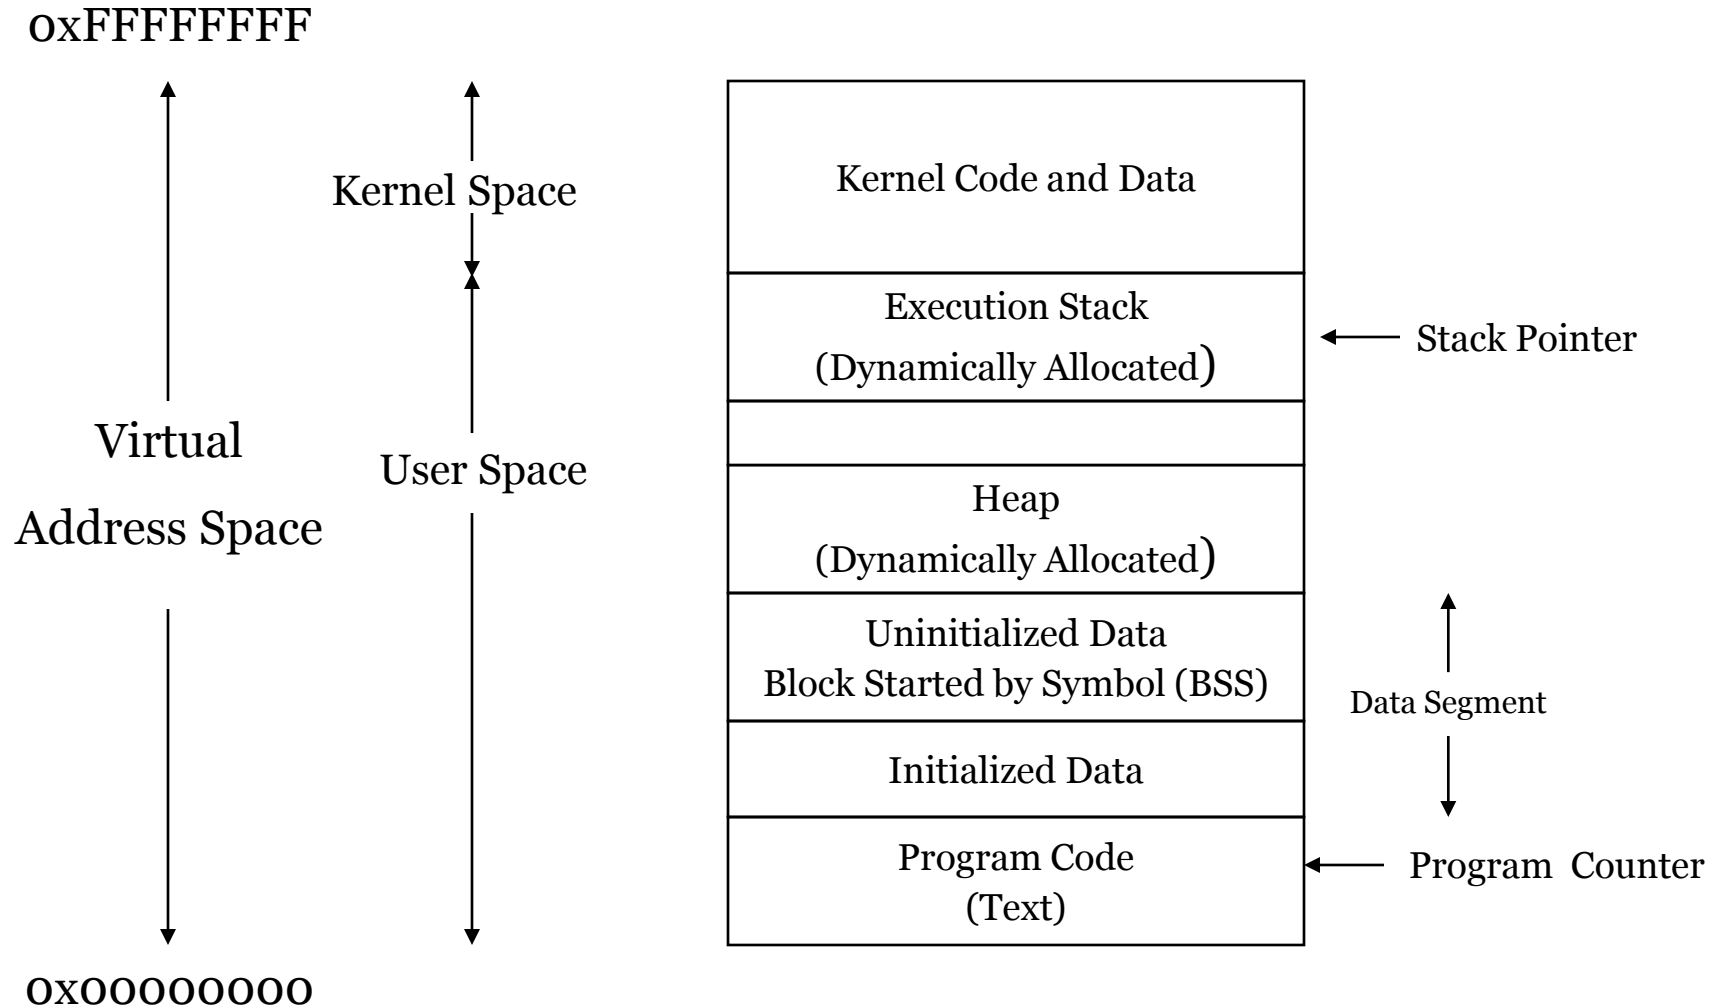 0xFFFFFFFF
Kernel Space
Kernel Code and Data
Execution Stack
(Dynamically Allocated)
Stack Pointer
Virtual
Address Space
User Space
Heap
(Dynamically Allocated)
Uninitialized Data
Block Started by Symbol (BSS)
Data Segment
Initialized Data
Program Code
(Text)
Program Counter
0x00000000